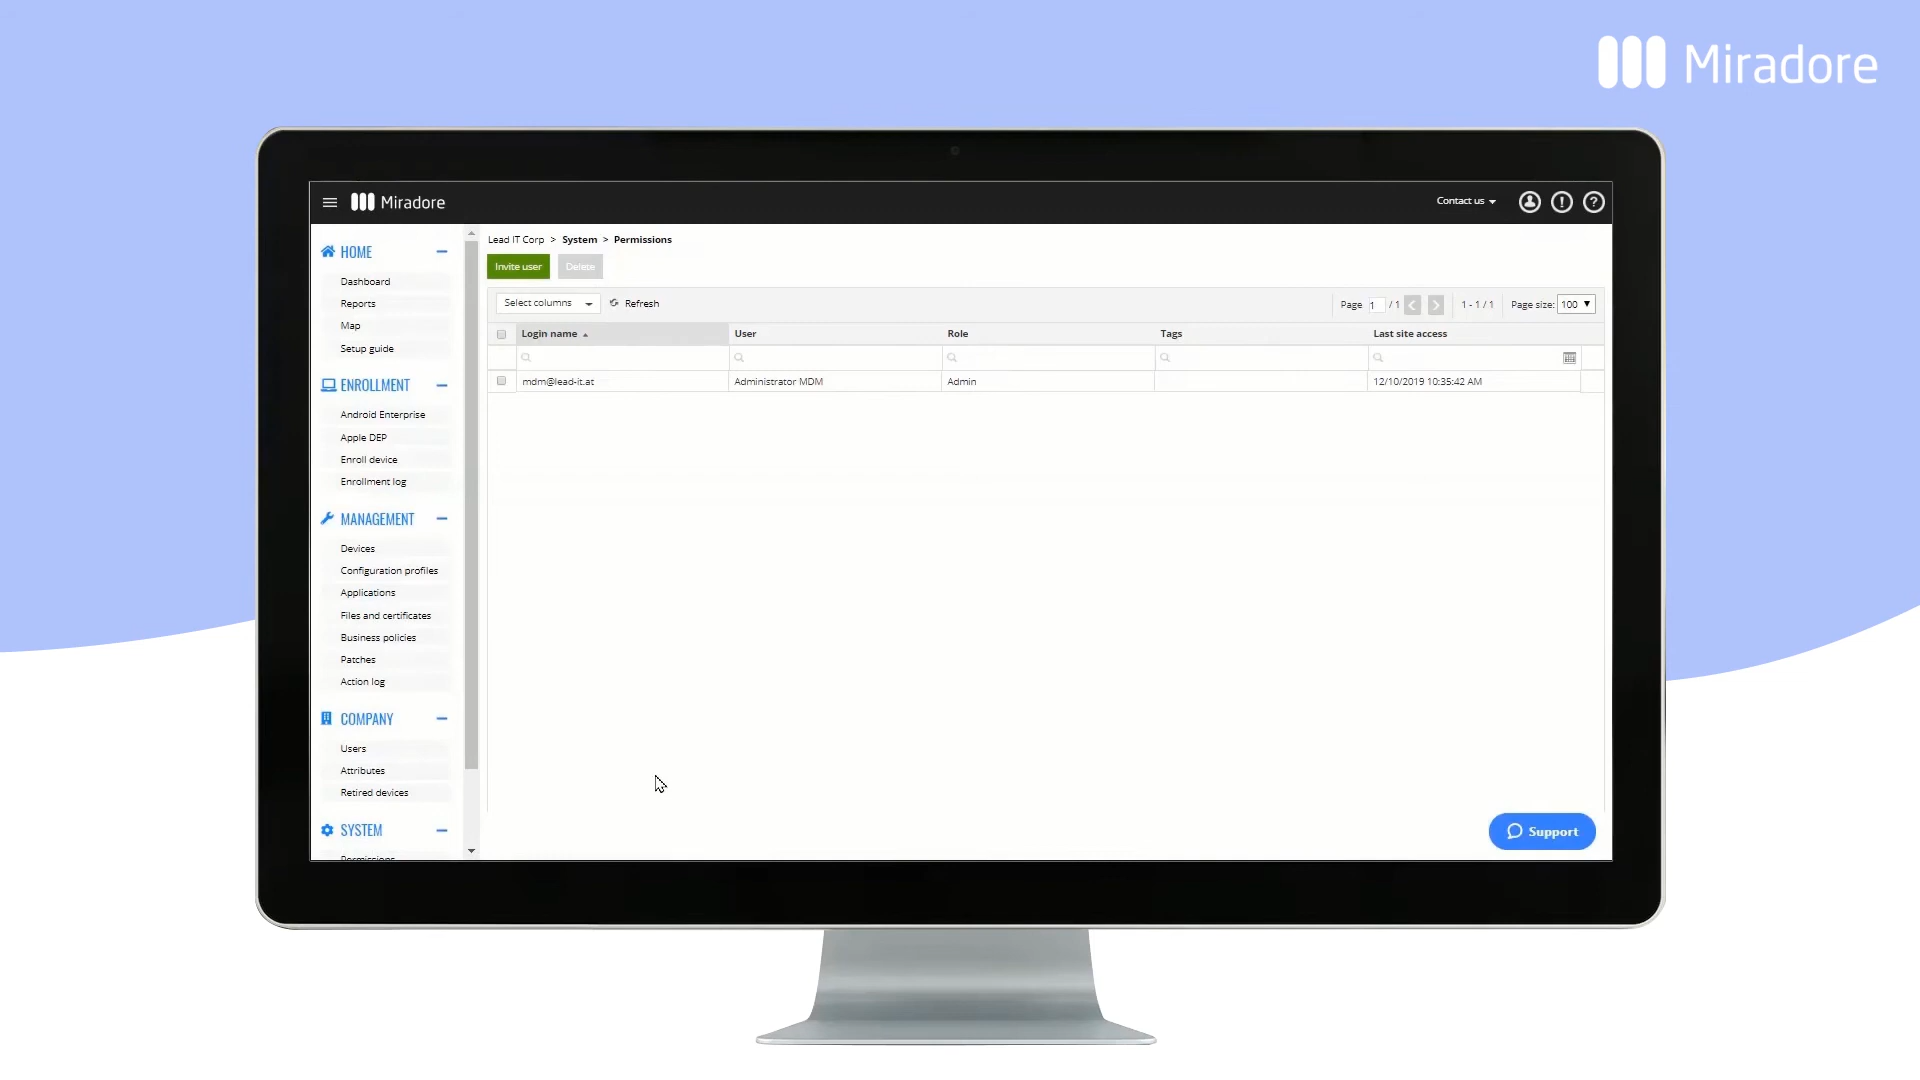 Miradore
Miradore
Contact us
HOME
Dashboard
Reports
Map
Setup guide
ENROLLMENT
Android Enterprise
Apple DEP
Enroll device
Enrollment log
MANAGEMENT
Devices
Configuration profiles
Applications
Files and certificates
Business policies
Patches
Action log
COMPANY
Users
Attributes
Retired devices
SYSTEM
Permissions
Lead IT Corp > System > Permissions
Invite user Delete
Select columns Refresh Page 1 / 1 1 - 1 / 1 Page size: 100
Login name User Role Tags Last site access
mdm@lead-it.at Administrator MDM Admin 12/10/2019 10:35:42 AM
Support